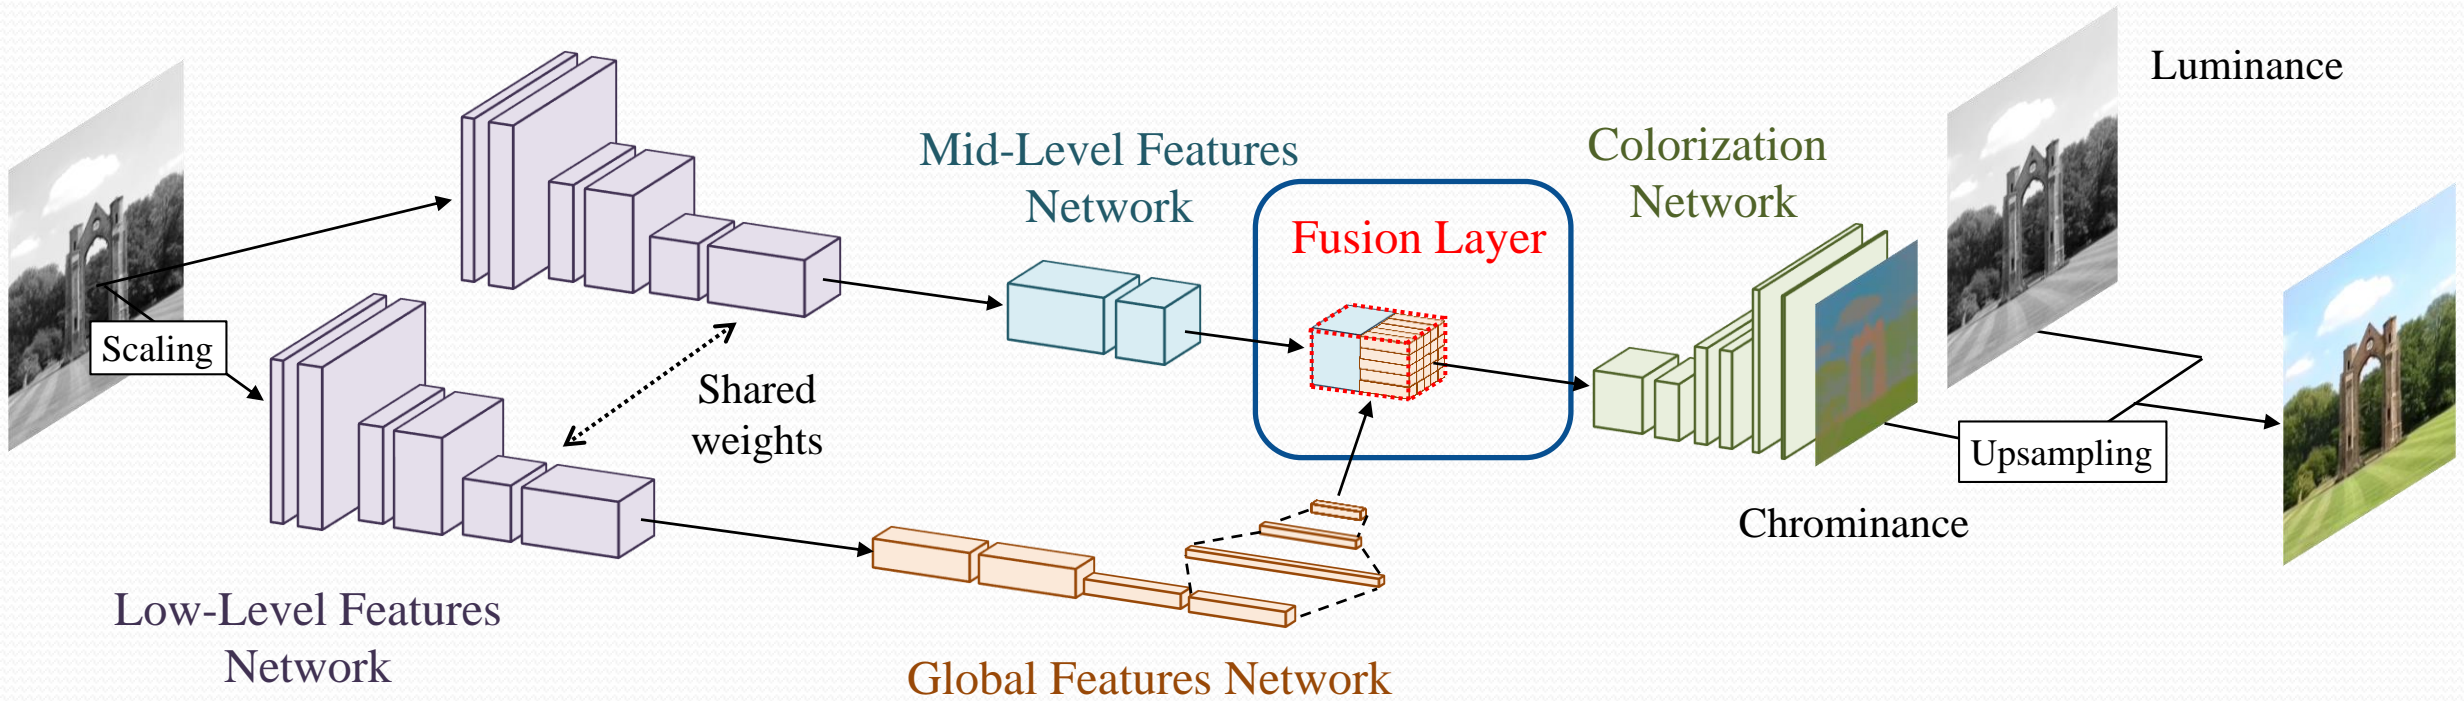 Scaling
Low-Level Features
Network
Shared
weights
Mid-Level Features
Network
Global Features Network
Fusion Layer
Colorization
Network
Chrominance
Luminance
Upsampling